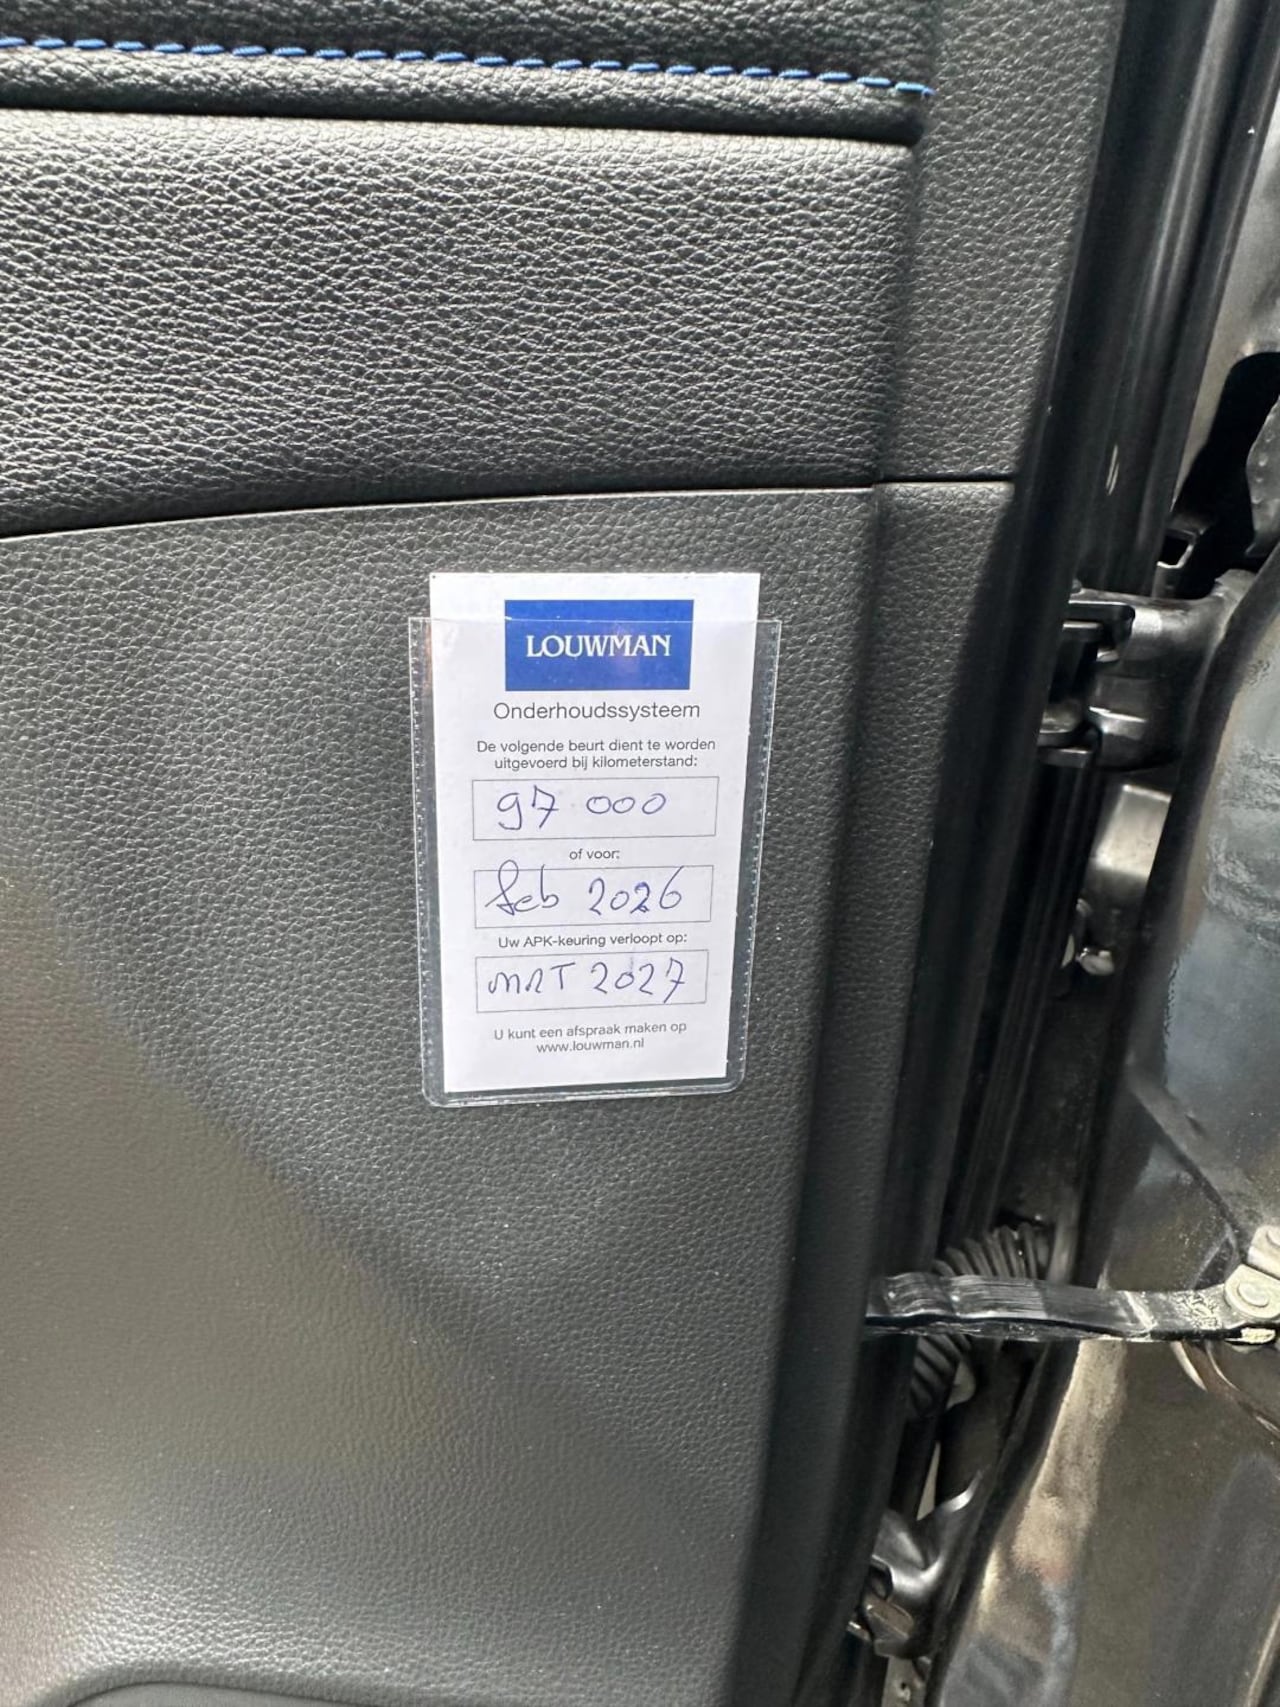 LOUWMAN
Onderhoudssysteem
De volgende beurt dient te worden
uitgevoerd bij kilometerstand:
97 000
of voor:
feb 2026
Uw APK-keuring verloopt op:
MRT 2027
U kunt een afspraak maken op
www.louwman.nl